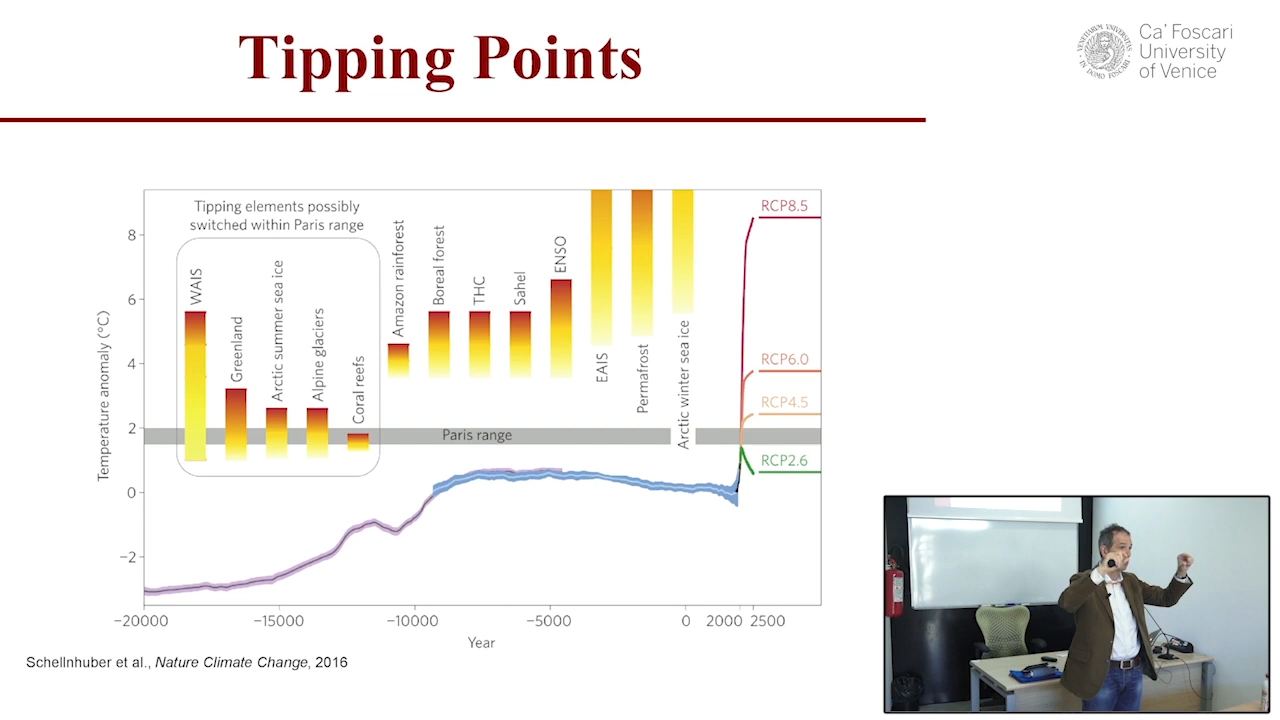 Tipping Points
Ca' Foscari
University
of Venice
Tipping elements possibly
switched within Paris range
WAIS
Greenland
Arctic summer sea ice
Alpine glaciers
Coral reefs
Amazon rainforest
Boreal forest
THC
Sahel
ENSO
EAIS
Permafrost
Arctic winter sea ice
RCP8.5
RCP6.0
RCP4.5
RCP2.6
Paris range
Temperature anomaly (°C)
8
6
4
2
0
−2
−20000 −15000 −10000 −5000 0 2000 2500
Year
Schellnhuber et al., Nature Climate Change, 2016